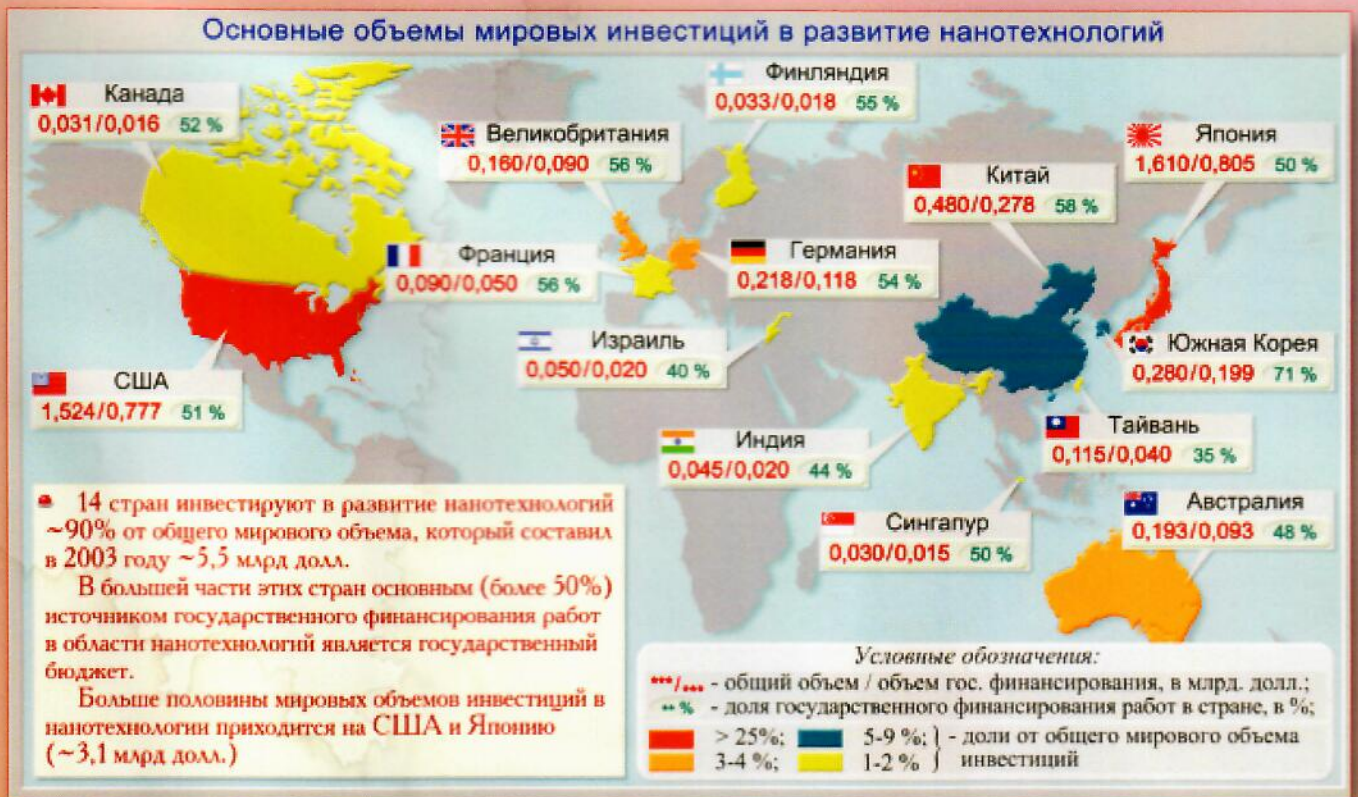 Основные объемы мировых инвестиций в развитие нанотехнологий
Канада
0,031/0,016 52 %
Финляндия
0,033/0,018 55 %
Великобритания
0,160/0,090 56 %
Япония
1,610/0,805 50 %
Китай
0,480/0,278 58 %
Франция
0,090/0,050 56 %
Германия
0,218/0,118 54 %
Израиль
0,050/0,020 40 %
Южная Корея
0,280/0,199 71 %
США
1,524/0,777 51 %
Тайвань
0,115/0,040 35 %
Индия
0,045/0,020 44 %
Австралия
0,193/0,093 48 %
Сингапур
0,030/0,015 50 %
14 стран инвестируют в развитие нанотехнологий
~90% от общего мирового объема, который составил
в 2003 году ~5,5 млрд долл.
В большей части этих стран основным (более 50%)
источником государственного финансирования работ
в области нанотехнологий является государственный
бюджет.
Больше половины мировых объемов инвестиций в
нанотехнологии приходится на США и Японию
(~3,1 млрд долл.)
Условные обозначения:
***/... - общий объем / объем гос. финансирования, в млрд. долл.;
** % - доля государственного финансирования работ в стране, в %;
> 25%; 5-9 %; } - доли от общего мирового объема
3-4 %; 1-2 % инвестиций